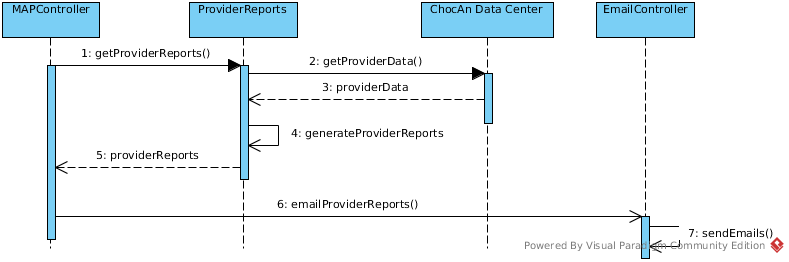 MAPController
ProviderReports
ChocAn Data Center
EmailController
1: getProviderReports()
2: getProviderData()
3: providerData
4: generateProviderReports
5: providerReports
6: emailProviderReports()
7: sendEmails()
Powered By Visual Paradigm Community Edition